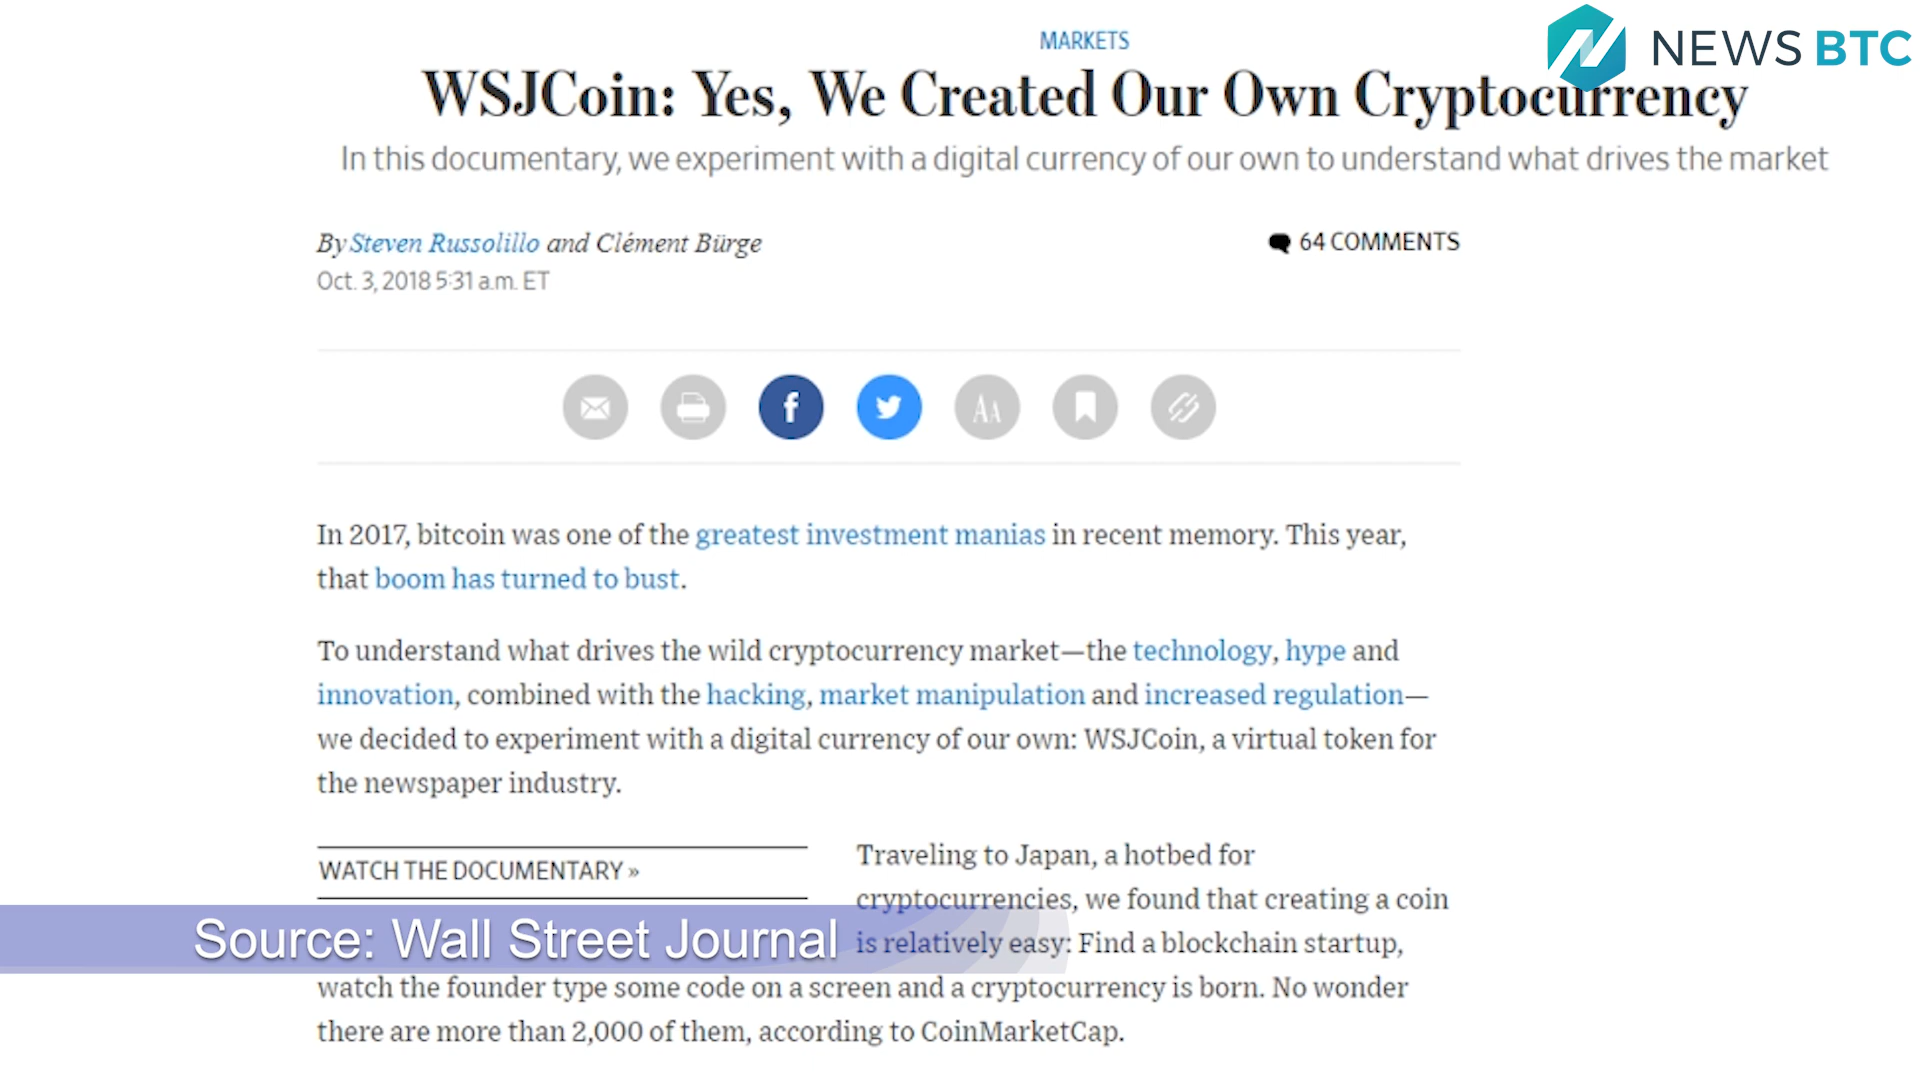 MARKETS
NEWS BTC
WSJCoin: Yes, We Created Our Own Cryptocurrency
In this documentary, we experiment with a digital currency of our own to understand what drives the market
By Steven Russolillo and Clément Bürge
64 COMMENTS
Oct. 3, 2018 5:31 a.m. ET
f
AA
In 2017, bitcoin was one of the greatest investment manias in recent memory. This year,
that boom has turned to bust.
To understand what drives the wild cryptocurrency market—the technology, hype and
innovation, combined with the hacking, market manipulation and increased regulation—
we decided to experiment with a digital currency of our own: WSJCoin, a virtual token for
the newspaper industry.
WATCH THE DOCUMENTARY »
Traveling to Japan, a hotbed for
cryptocurrencies, we found that creating a coin
is relatively easy: Find a blockchain startup,
watch the founder type some code on a screen and a cryptocurrency is born. No wonder
there are more than 2,000 of them, according to CoinMarketCap.
Source: Wall Street Journal